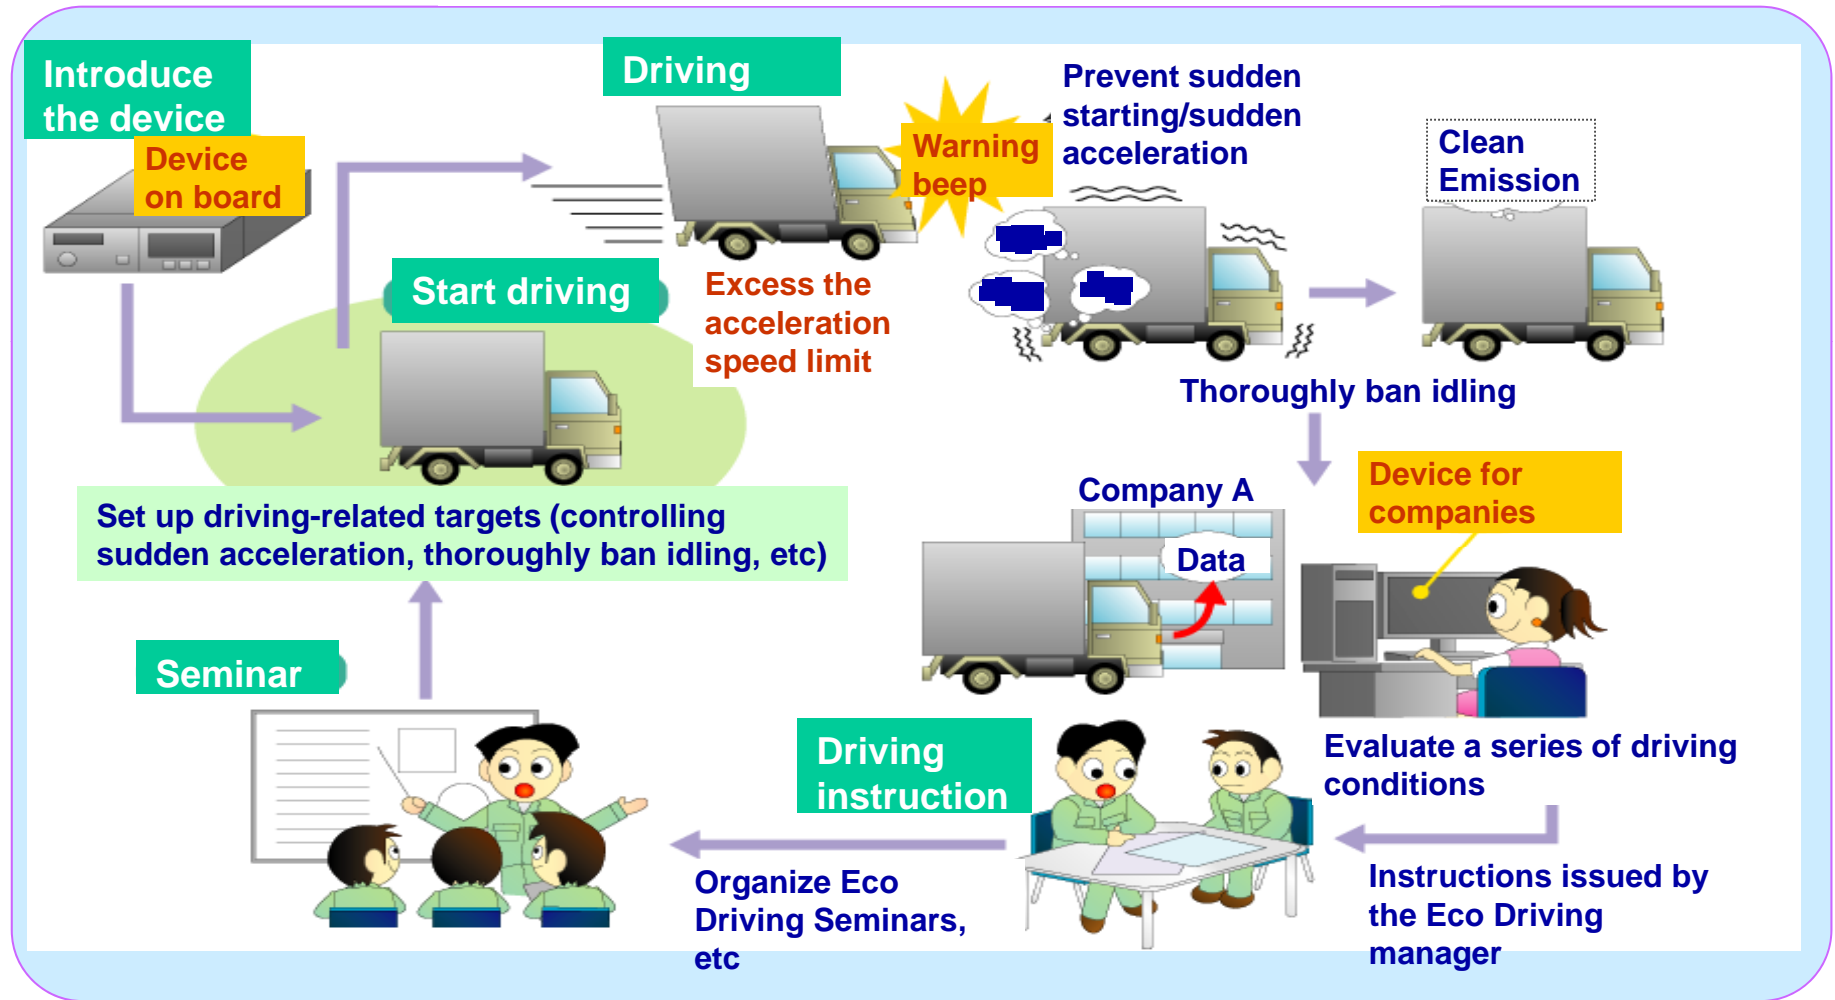 Introduce
the device
Device
on board
Driving
Warning
beep
Prevent sudden
starting/sudden
acceleration
Clean
Emission
Start driving
Excess the
acceleration
speed limit
Thoroughly ban idling
Set up driving-related targets (controlling
sudden acceleration, thoroughly ban idling, etc)
Company A
Data
Device for
companies
Evaluate a series of driving
conditions
Instructions issued by
the Eco Driving
manager
Driving
instruction
Organize Eco
Driving Seminars,
etc
Seminar